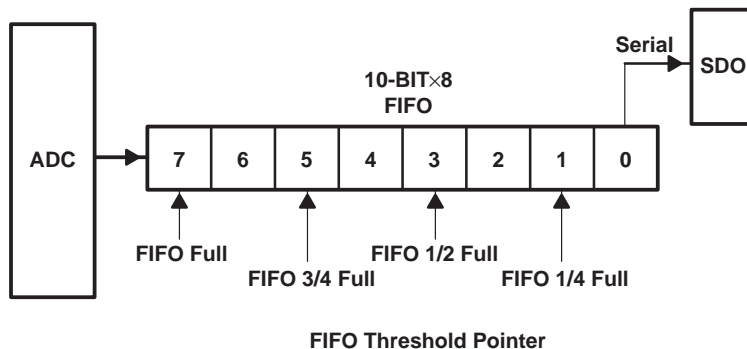 Serial
SDO
10-BIT×8
FIFO
ADC
7 6 5 4 3 2 1 0
FIFO Full
FIFO 1/2 Full
FIFO 3/4 Full
FIFO 1/4 Full
FIFO Threshold Pointer